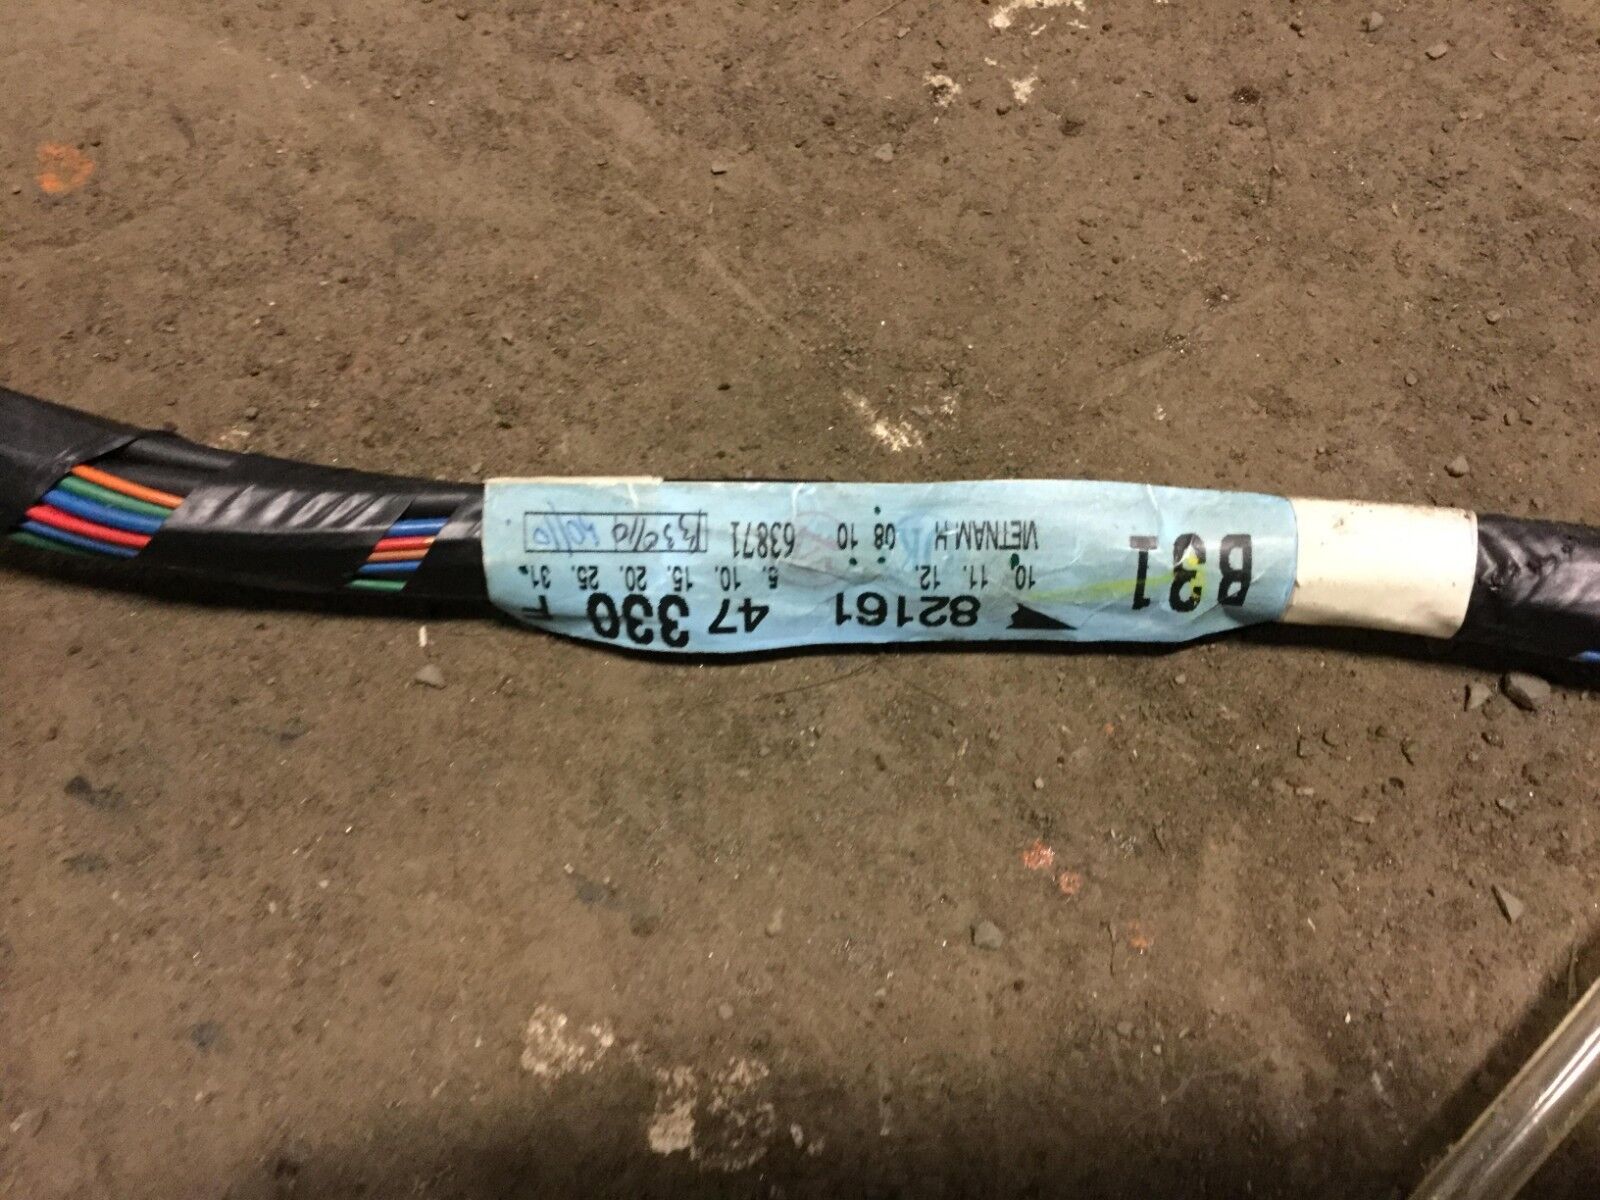 B31
82161 47 330 F
10. 11. 12. 5. 10. 15. 20. 25. 31.
VIETNAM.H 08 10 63871